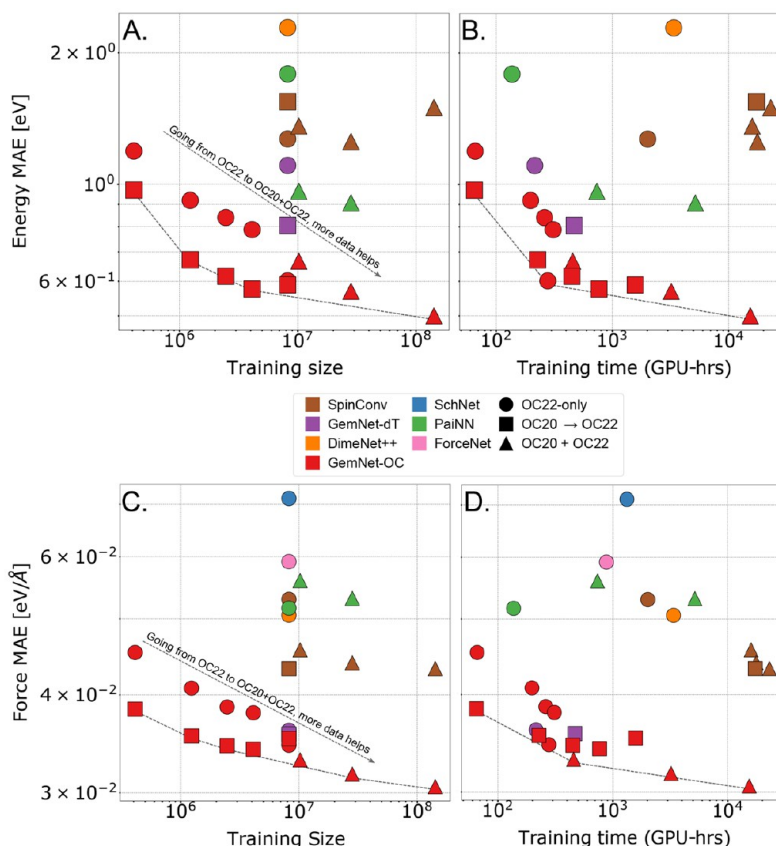 A.
B.
2 × 10⁰
10⁰
6 × 10⁻¹
Energy MAE [eV]
Going from OC22 to OC20+OC22, more data helps
10⁶ 10⁷ 10⁸
10² 10³ 10⁴
Training size
Training time (GPU-hrs)
SpinConv SchNet OC22-only
GemNet-dT PaiNN OC20 → OC22
DimeNet++ ForceNet OC20 + OC22
GemNet-OC
C.
D.
6 × 10⁻²
4 × 10⁻²
3 × 10⁻²
Force MAE [eV/Å]
Going from OC22 to OC20+OC22, more data helps
10⁶ 10⁷ 10⁸
10² 10³ 10⁴
Training Size
Training time (GPU-hrs)